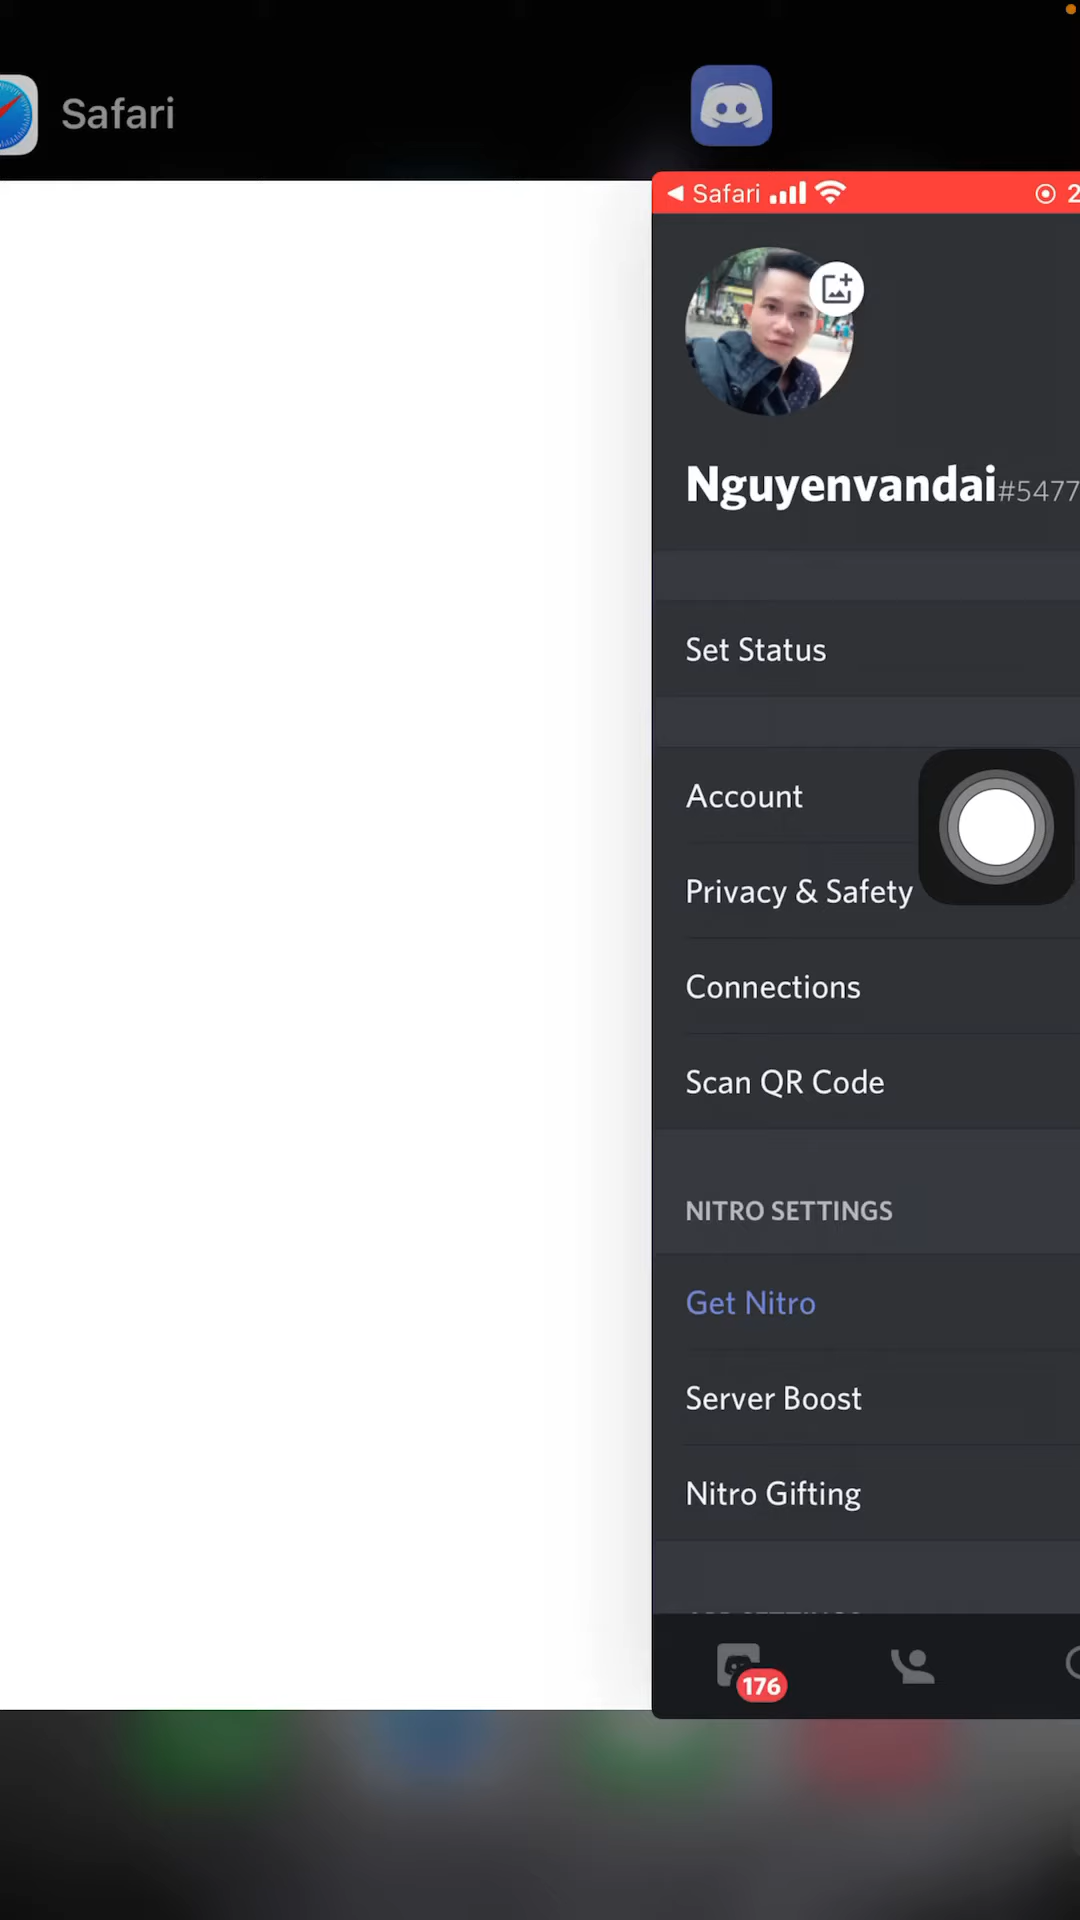 Safari
Safari 2
Nguyenvandai#5477
Set Status
Account
Privacy & Safety
Connections
Scan QR Code
NITRO SETTINGS
Get Nitro
Server Boost
Nitro Gifting
176